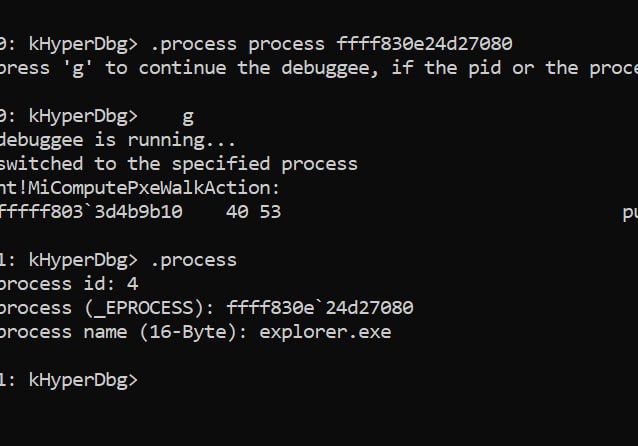 0: kHyperDbg> .process process ffff830e24d27080
press 'g' to continue the debuggee, if the pid or the proce
0: kHyperDbg>    g
debuggee is running...
switched to the specified process
nt!MiComputePxeWalkAction:
fffff803`3d4b9b10    40 53                            pu
1: kHyperDbg> .process
process id: 4
process (_EPROCESS): ffff830e`24d27080
process name (16-Byte): explorer.exe
1: kHyperDbg>